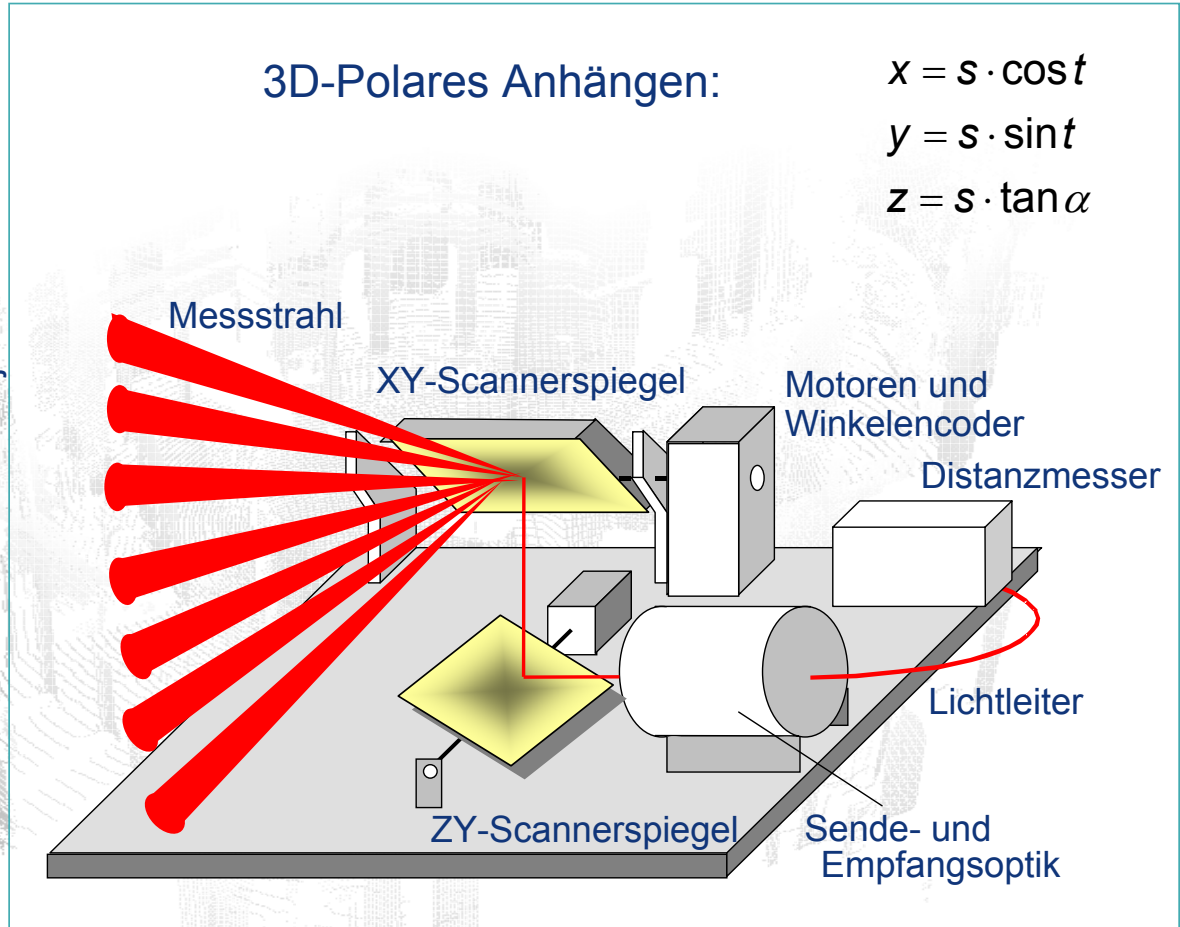 3D-Polares Anhängen:
x = s · cos t
y = s · sin t
z = s · tan α
Messstrahl
XY-Scannerspiegel
Motoren und
Winkelencoder
Distanzmesser
Lichtleiter
ZY-Scannerspiegel
Sende- und
Empfangsoptik